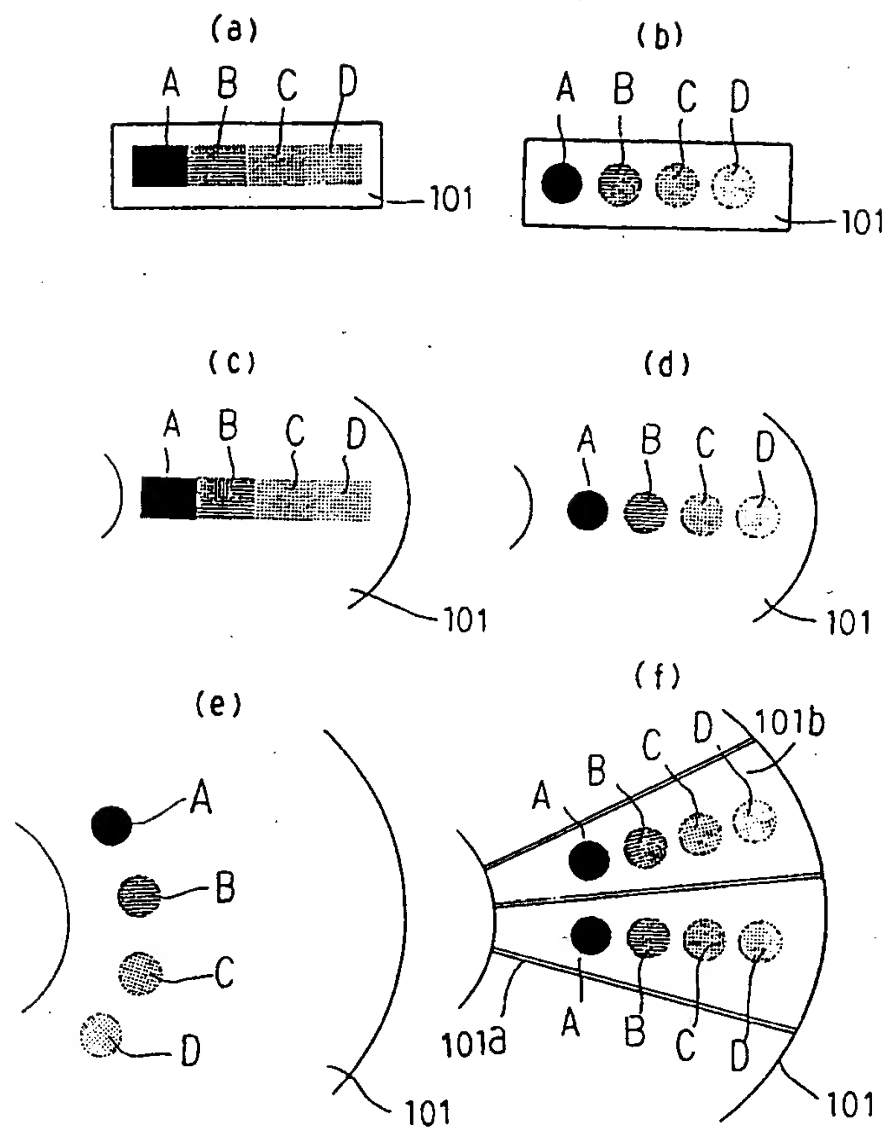 (a)
A B C D
101
(b)
A B C D
101
(c)
A B C D
101
(d)
A B C D
101
(e)
A
B
C
D
101
(f)
A B C D 101b
101a A B C D
101